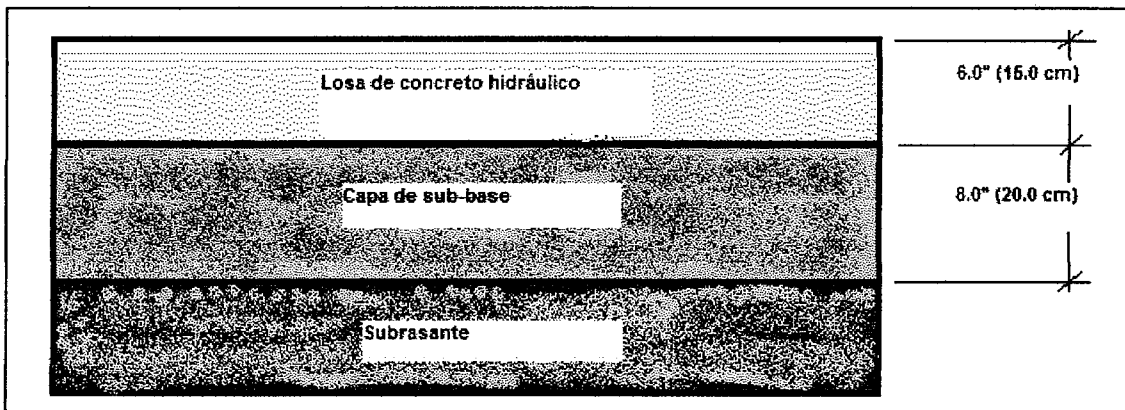 Losa de concreto hidráulico
6.0" (15.0 cm)
Capa de sub-base
8.0" (20.0 cm)
Subrasante